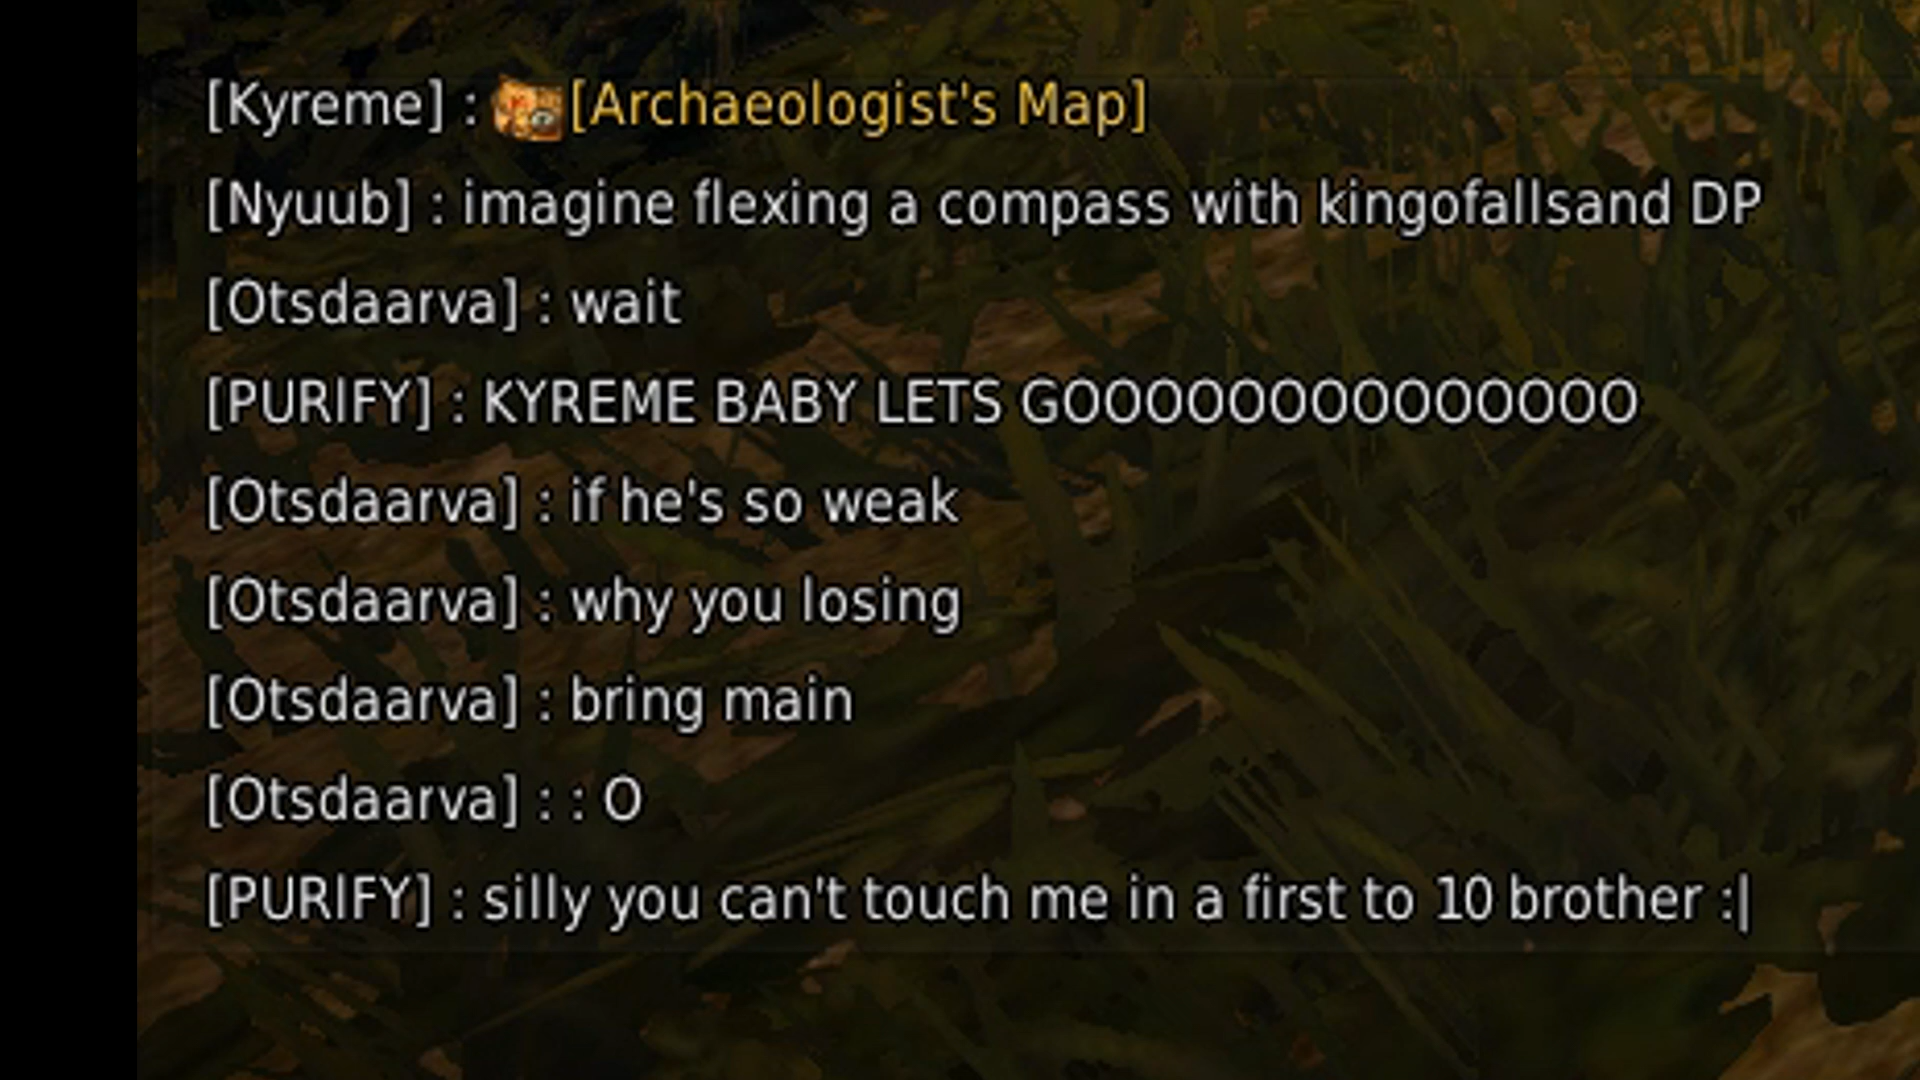 [Kyreme] : [Archaeologist's Map]
[Nyuub] : imagine flexing a compass with kingofallsand DP
[Otsdaarva] : wait
[PURIFY] : KYREME BABY LETS GOOOOOOOOOOOOOO
[Otsdaarva] : if he's so weak
[Otsdaarva] : why you losing
[Otsdaarva] : bring main
[Otsdaarva] : : O
[PURIFY] : silly you can't touch me in a first to 10 brother :|